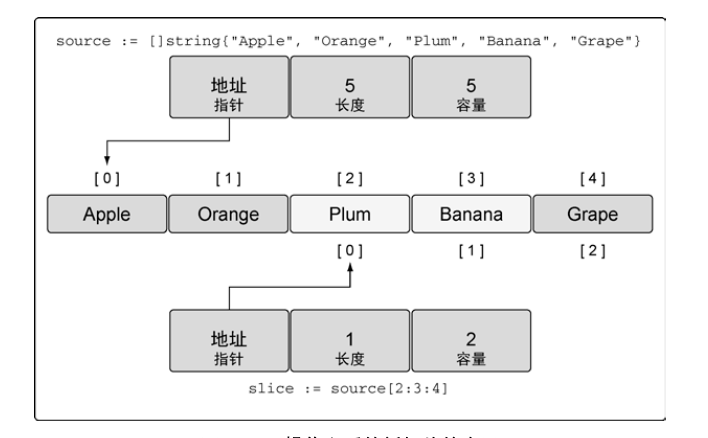 source := []string{"Apple", "Orange", "Plum", "Banana", "Grape"}
地址 5 5
指针 长度 容量
[0] [1] [2] [3] [4]
Apple Orange Plum Banana Grape
[0] [1] [2]
地址 1 2
指针 长度 容量
slice := source[2:3:4]